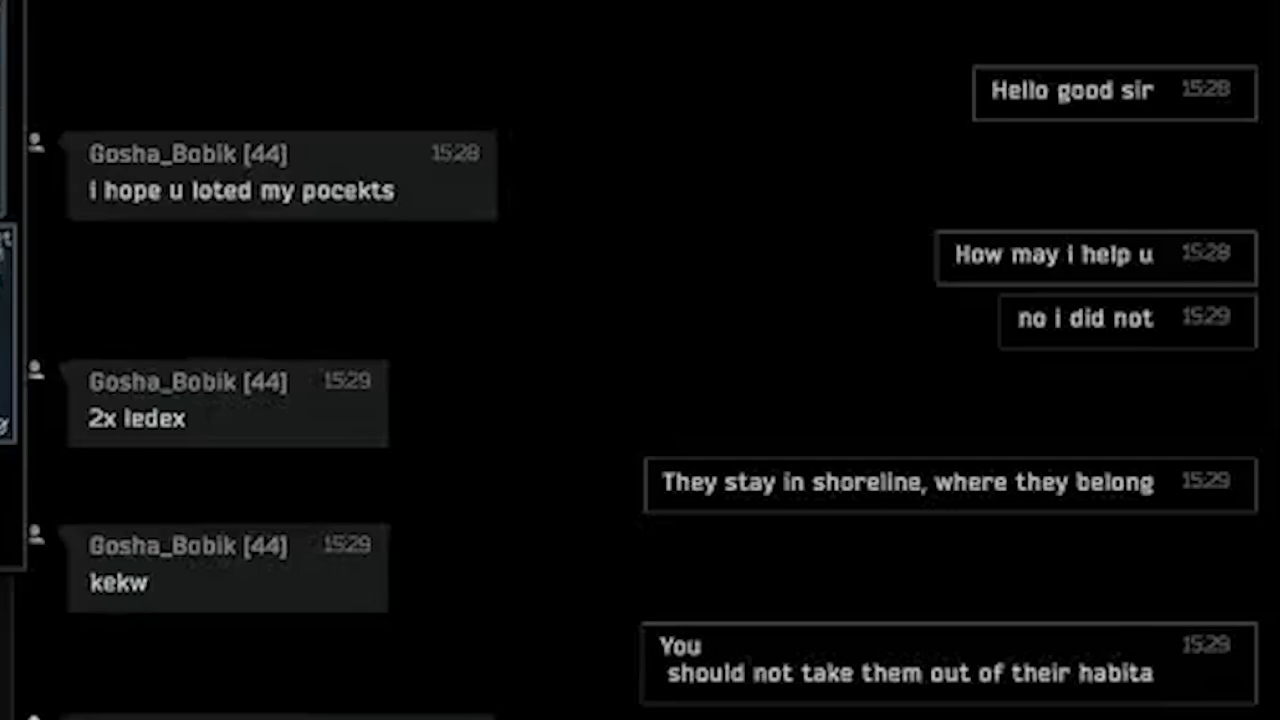 Hello good sir 15:28
Gosha_Bobik [44] 15:28
i hope u loted my pocekts
How may i help u 15:28
no i did not 15:29
Gosha_Bobik [44] 15:29
2x ledex
They stay in shoreline, where they belong 15:29
Gosha_Bobik [44] 15:29
kekw
You 15:29
should not take them out of their habita